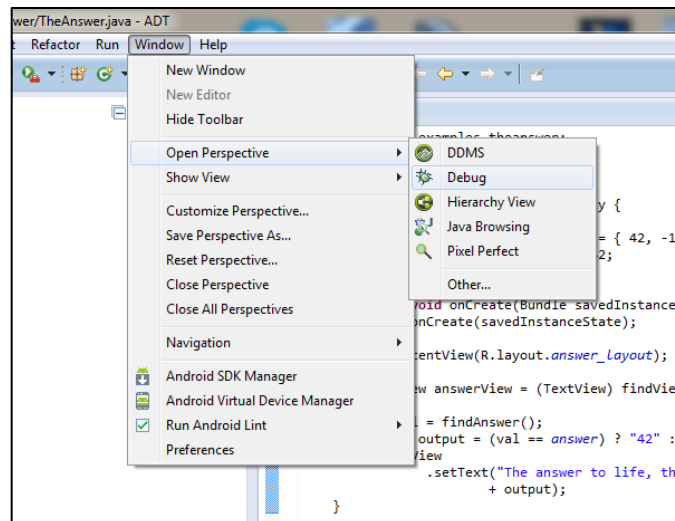 wer/TheAnswer.java - ADT
Refactor Run Window Help
New Window
New Editor
Hide Toolbar
Open Perspective
Show View
Customize Perspective...
Save Perspective As...
Reset Perspective...
Close Perspective
Close All Perspectives
Navigation
Android SDK Manager
Android Virtual Device Manager
Run Android Lint
Preferences
DDMS
Debug
Hierarchy View
Java Browsing
Pixel Perfect
Other...
examples.theanswer;
y {
= { 42, -1
2;
void onCreate(Bundle savedInstance
onCreate(savedInstanceState);
tentView(R.layout.answer_layout);
ew answerView = (TextView) findVie
l = findAnswer();
output = (val == answer) ? "42" :
View
.setText("The answer to life, th
+ output);
}